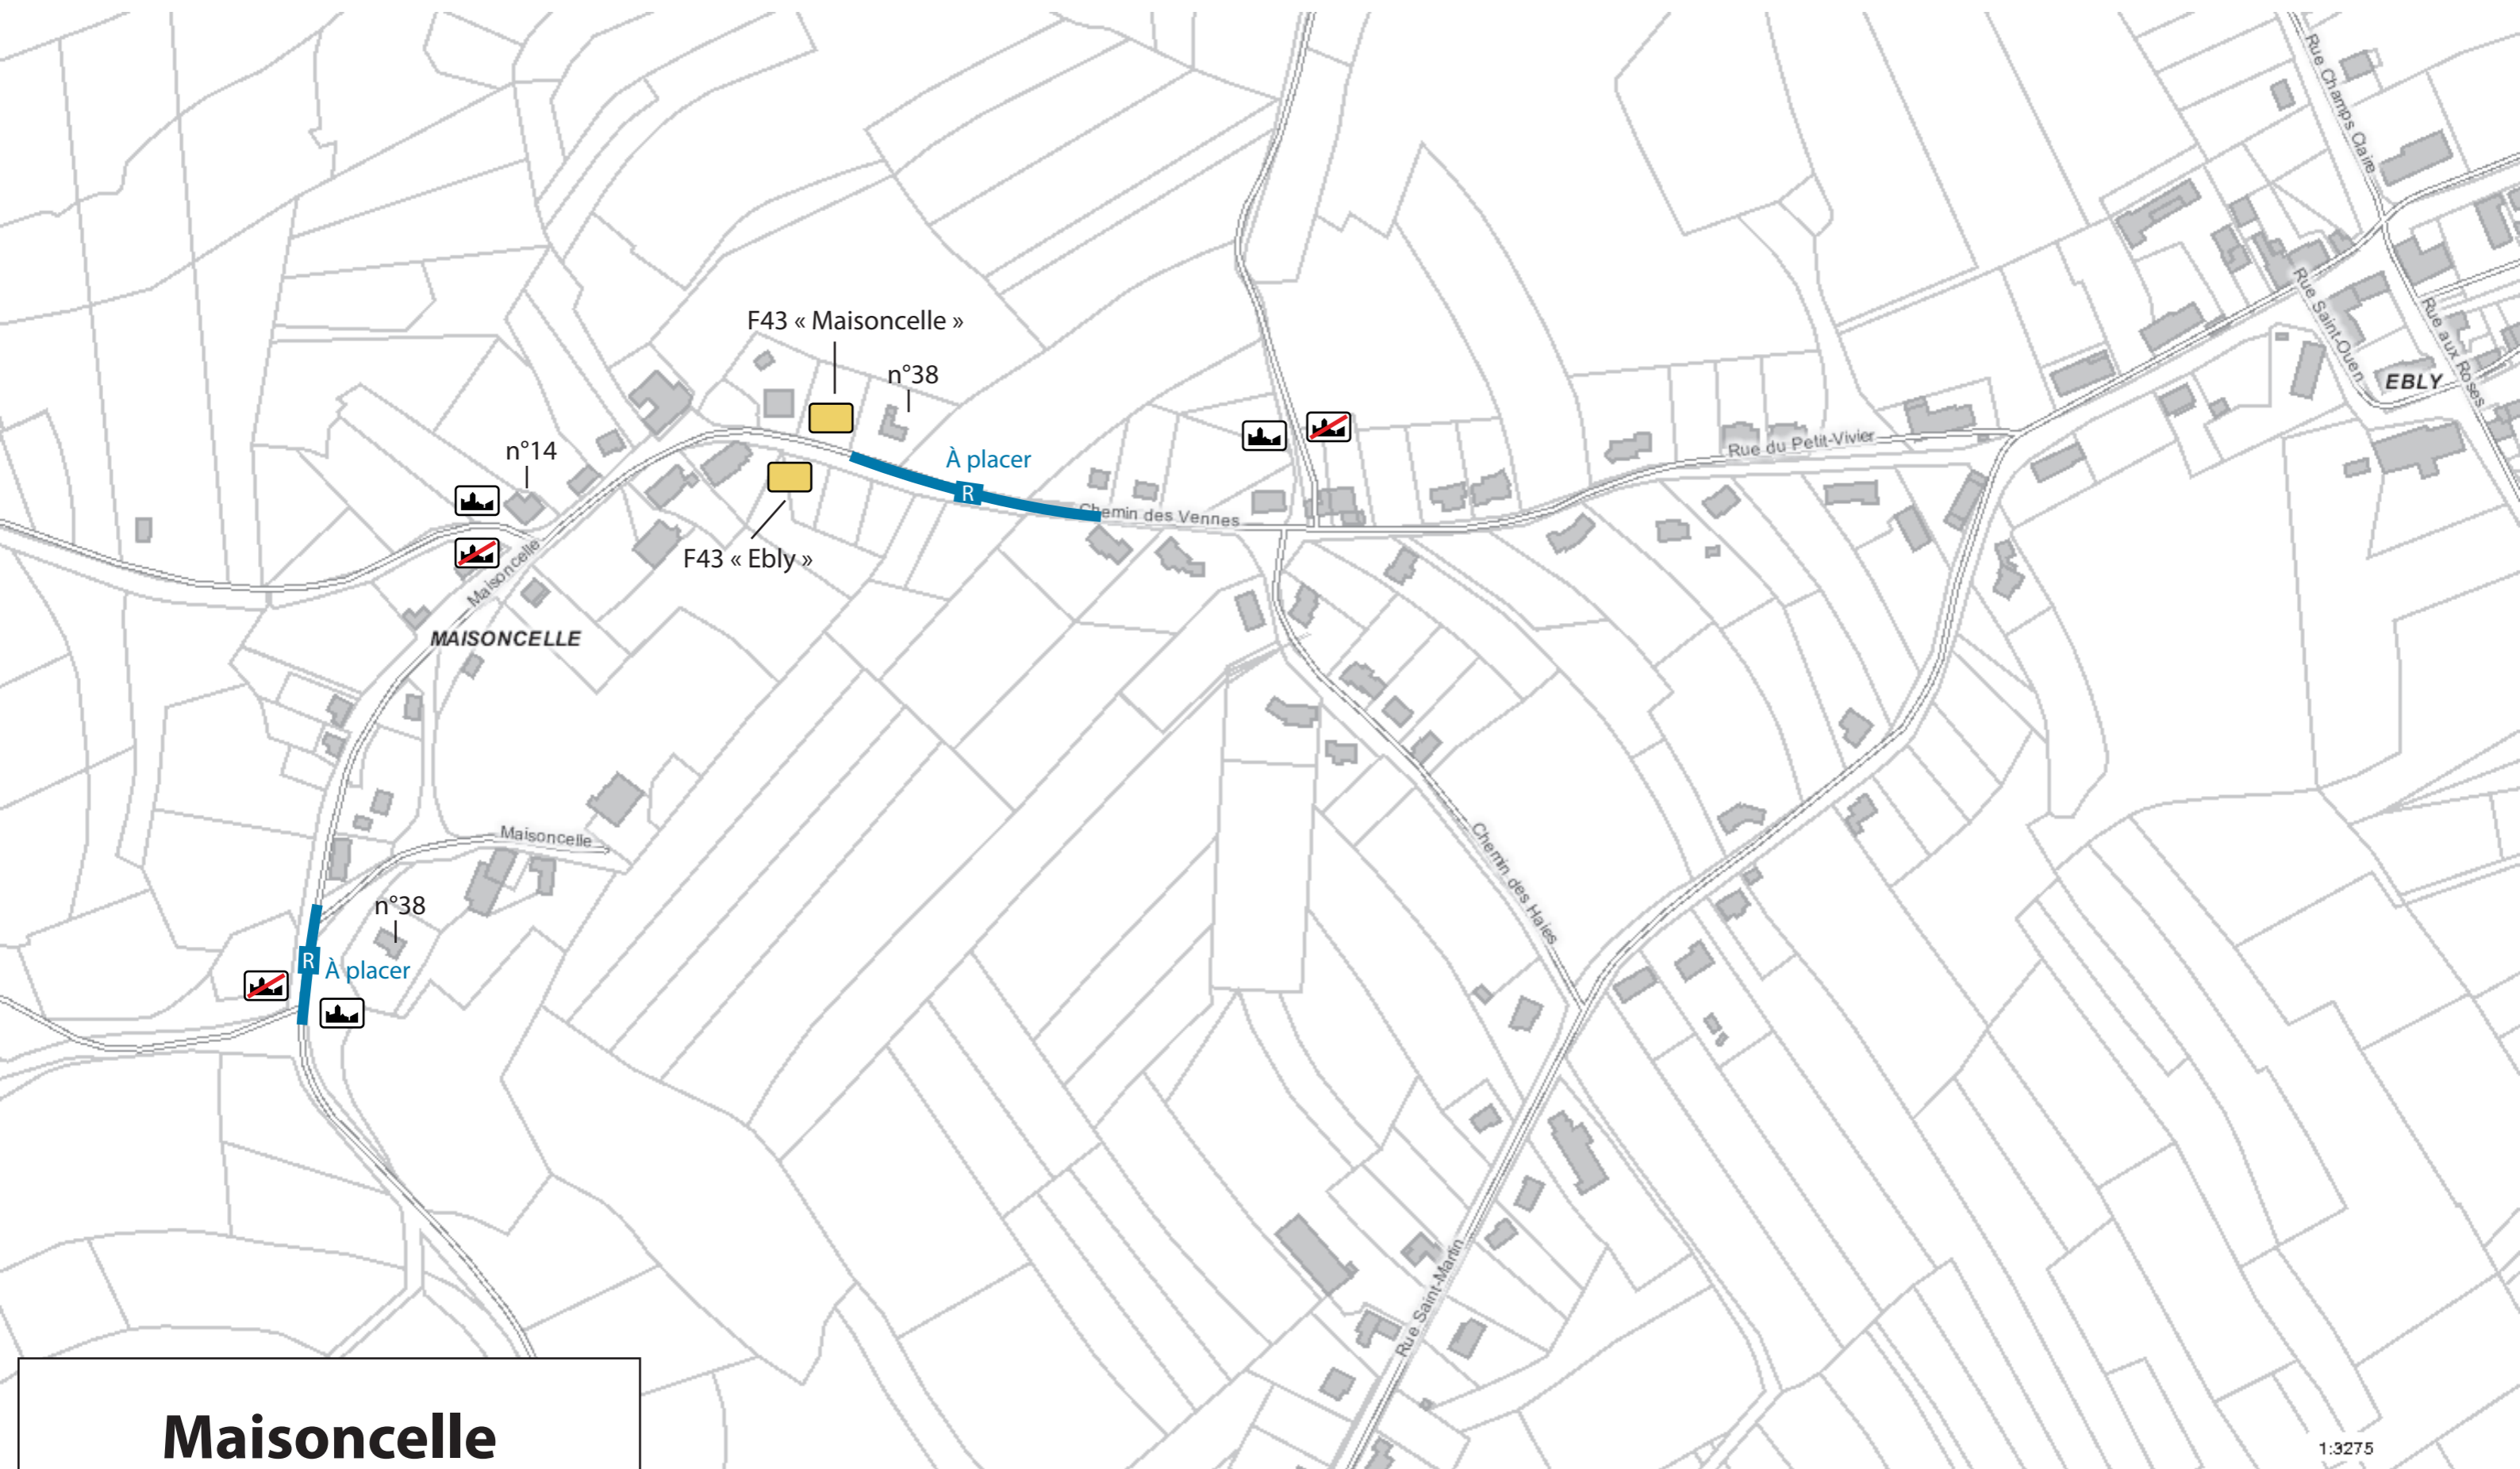 Rue Champs Claire
F43 « Maisoncelle »
n°38
Rue Saint-Ouen
Rue aux Roses
EBLY
n°14
À placer
R
Rue du Petit-Vivier
Chemin des Vennes
F43 « Ebly »
Maisoncelle
MAISONCELLE
Maisoncelle
Chemin des Haies
n°38
R
À placer
Rue Saint-Martin
Maisoncelle
1:3275